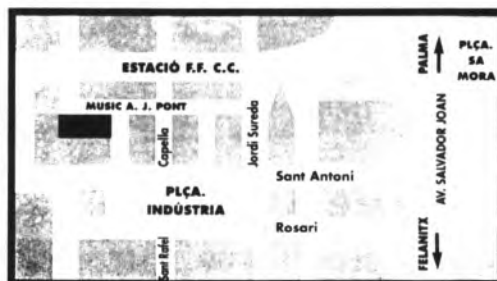 ESTACIÓ F.F. C.C.
MUSIC A. J. PONT
Capella
Jordi Sureda
Sant Antoni
PLÇA.
INDÚSTRIA
Rosari
Sant Rafel
PALMA
PLÇA.
SA
MORA
AV. SALVADOR JOAN
FELANITX